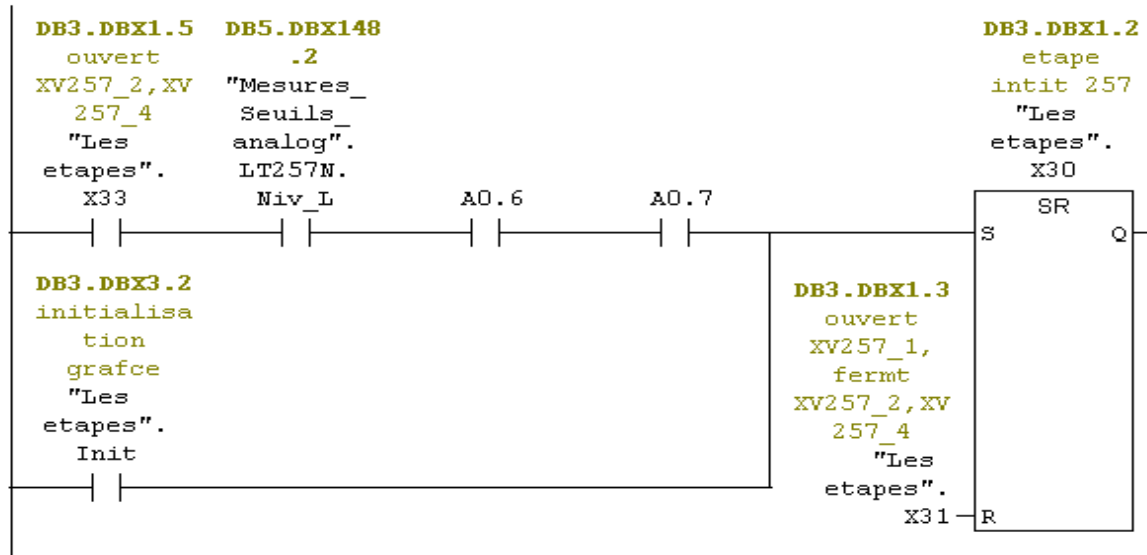 DB3.DBX1.5
ouvert
XV257_2,XV
257_4
"Les
etapes".
X33
DB5.DBX148
.2
"Mesures_
Seuils_
analog".
LT257N.
Niv_L
A0.6
A0.7
DB3.DBX1.2
etape
intit 257
"Les
etapes".
X30
SR
S
Q
DB3.DBX3.2
initialisa
tion
grafce
"Les
etapes".
Init
DB3.DBX1.3
ouvert
XV257_1,
fermt
XV257_2,XV
257_4
"Les
etapes".
X31
R